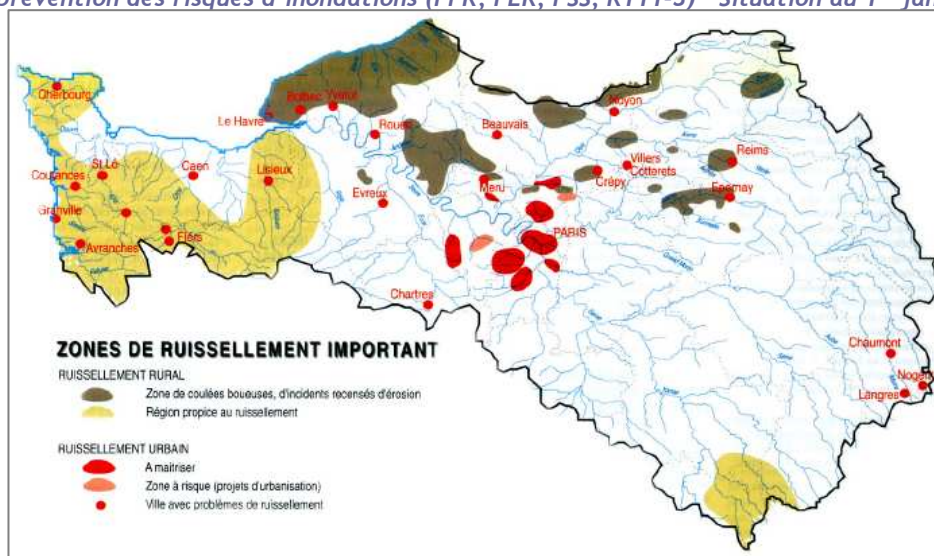 Prévention des risques d'inondations (PPR, PER, PSS, R111-3) - Situation au 1er jan
Cherbourg
Le Havre
Bolbec
Yvetot
Rouen
Beauvais
Noyon
Coutances
St Lô
Caen
Lisieux
Evreux
Meru
Crépy
Villers
Cotterets
Reims
Epernay
Granville
Flers
Avranches
PARIS
Chartres
Chaumont
Nogent
Langres
ZONES DE RUISSELLEMENT IMPORTANT
RUISSELLEMENT RURAL
Zone de coulées boueuses, d'incidents recensés d'érosion
Région propice au ruissellement
RUISSELLEMENT URBAIN
A maitriser
Zone à risque (projets d'urbanisation)
Ville avec problèmes de ruissellement